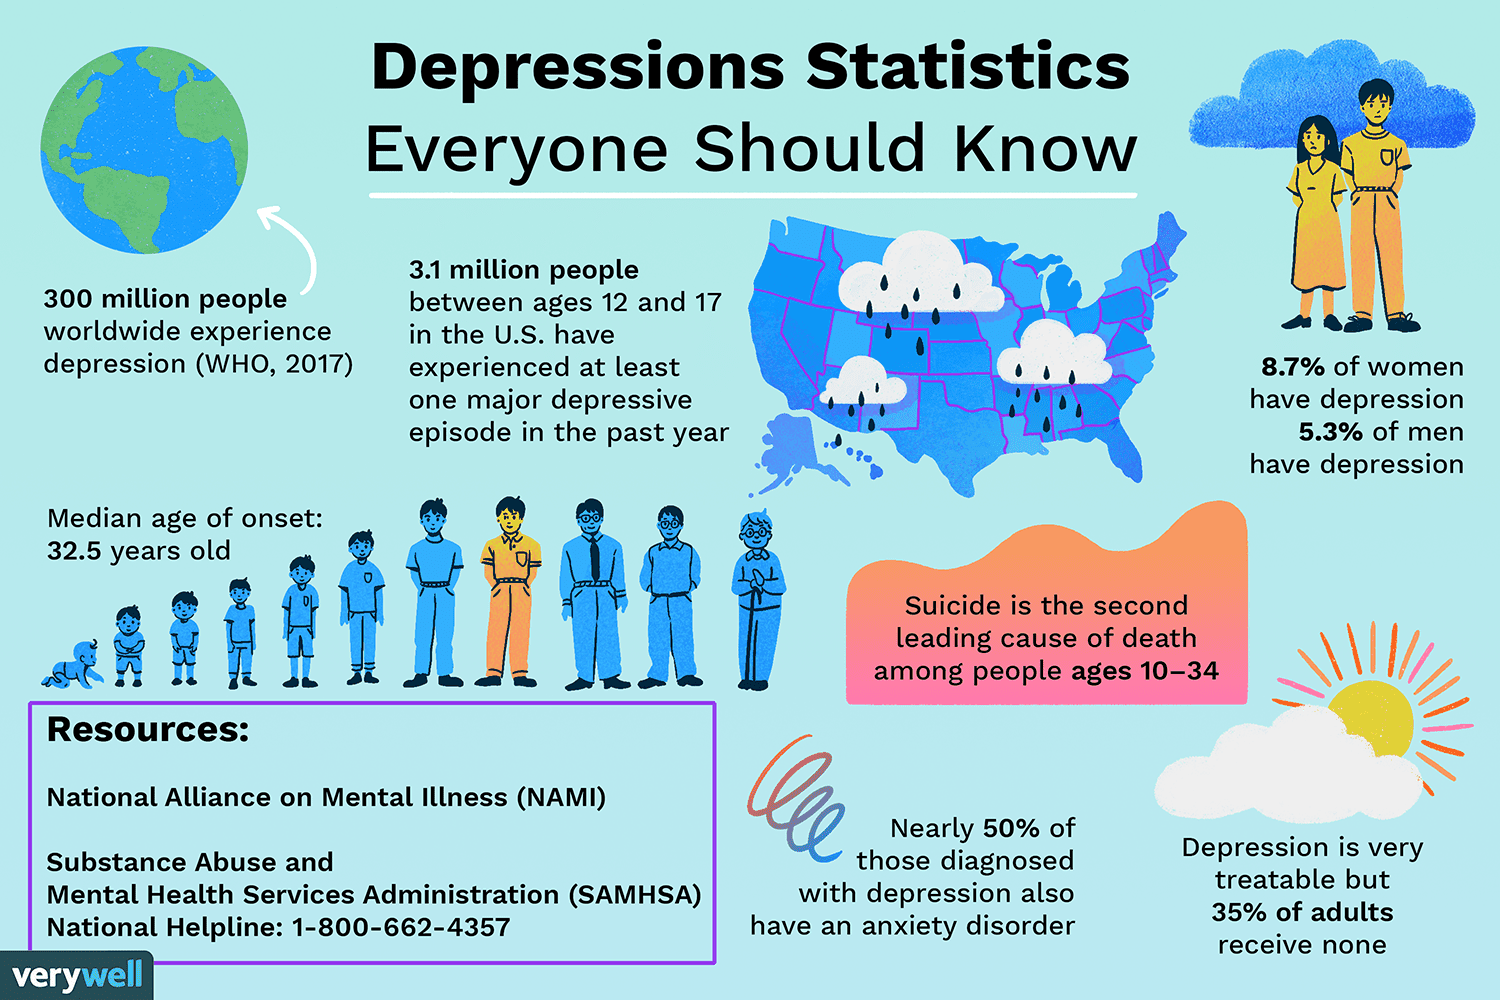 Depressions Statistics
Everyone Should Know
300 million people
worldwide experience
depression (WHO, 2017)
3.1 million people
between ages 12 and 17
in the U.S. have
experienced at least
one major depressive
episode in the past year
8.7% of women
have depression
5.3% of men
have depression
Median age of onset:
32.5 years old
Suicide is the second
leading cause of death
among people ages 10–34
Resources:
National Alliance on Mental Illness (NAMI)
Substance Abuse and
Mental Health Services Administration (SAMHSA)
National Helpline: 1-800-662-4357
Nearly 50% of
those diagnosed
with depression also
have an anxiety disorder
Depression is very
treatable but
35% of adults
receive none
verywell